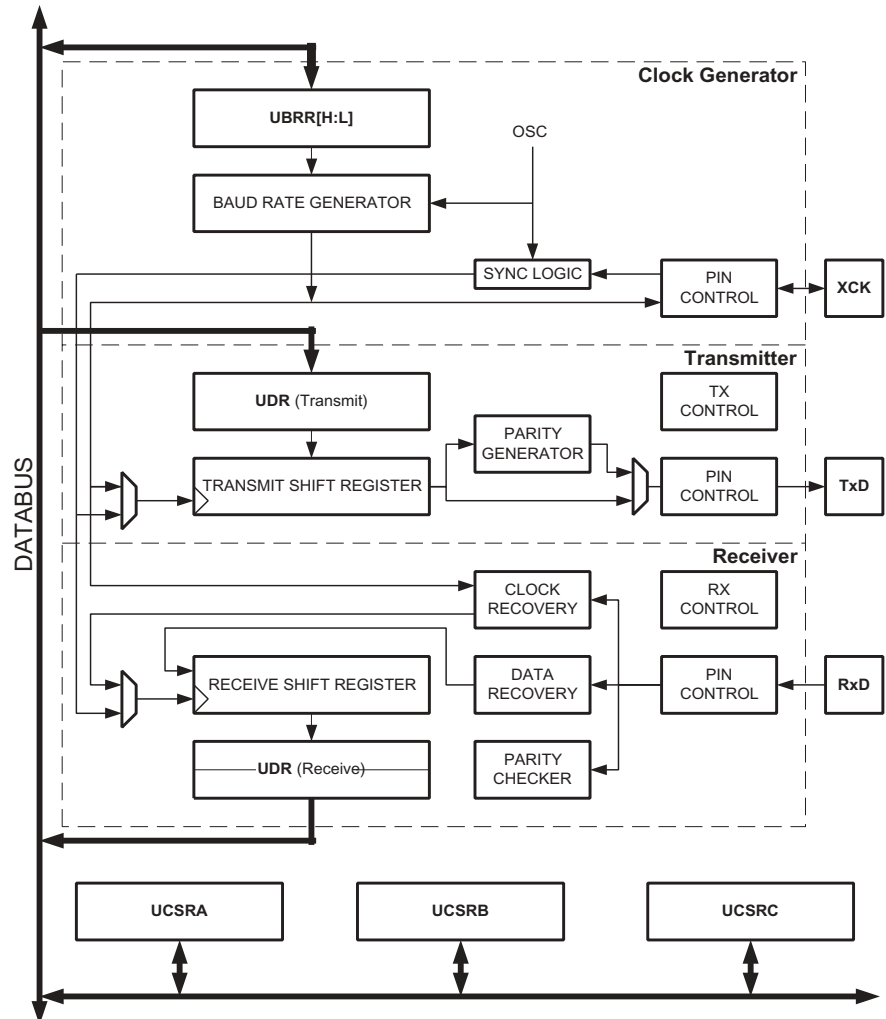 Clock Generator
UBRR[H:L]
OSC
BAUD RATE GENERATOR
SYNC LOGIC
PIN
CONTROL
XCK
Transmitter
UDR (Transmit)
TX
CONTROL
PARITY
GENERATOR
TRANSMIT SHIFT REGISTER
PIN
CONTROL
TxD
DATABUS
Receiver
CLOCK
RECOVERY
RX
CONTROL
RECEIVE SHIFT REGISTER
DATA
RECOVERY
PIN
CONTROL
RxD
UDR (Receive)
PARITY
CHECKER
UCSRA
UCSRB
UCSRC